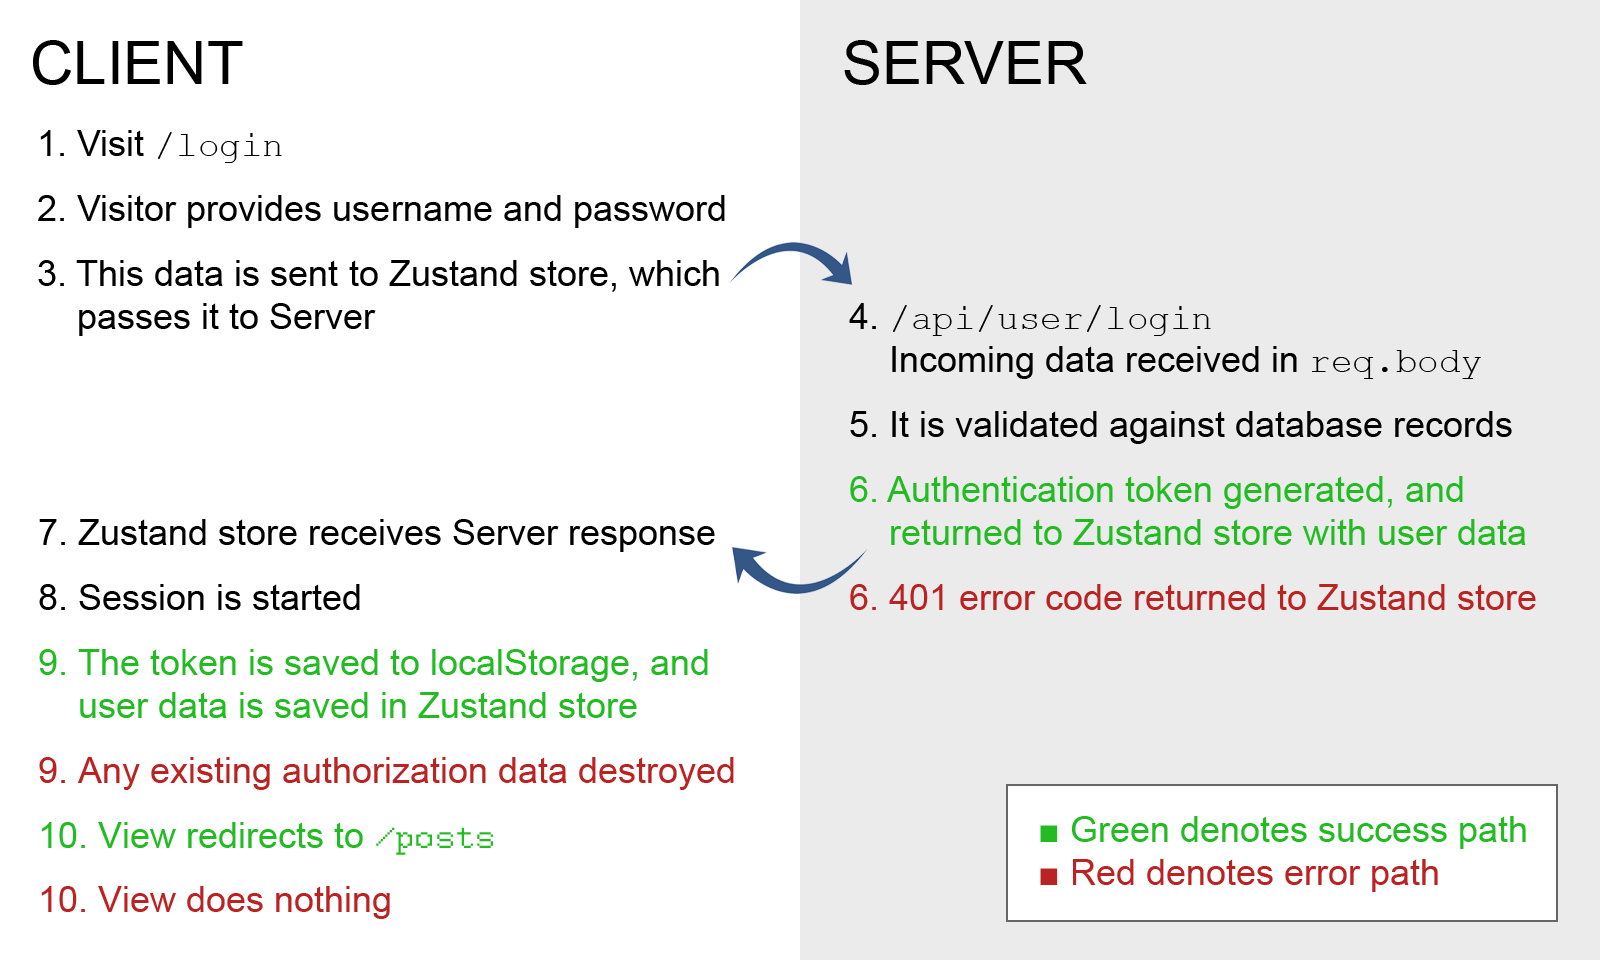 CLIENT
1. Visit /login
2. Visitor provides username and password
3. This data is sent to Zustand store, which
passes it to Server
7. Zustand store receives Server response
8. Session is started
9. The token is saved to localStorage, and
user data is saved in Zustand store
9. Any existing authorization data destroyed
10. View redirects to /posts
10. View does nothing
SERVER
4. /api/user/login
Incoming data received in req.body
5. It is validated against database records
6. Authentication token generated, and
returned to Zustand store with user data
6. 401 error code returned to Zustand store
Green denotes success path
Red denotes error path